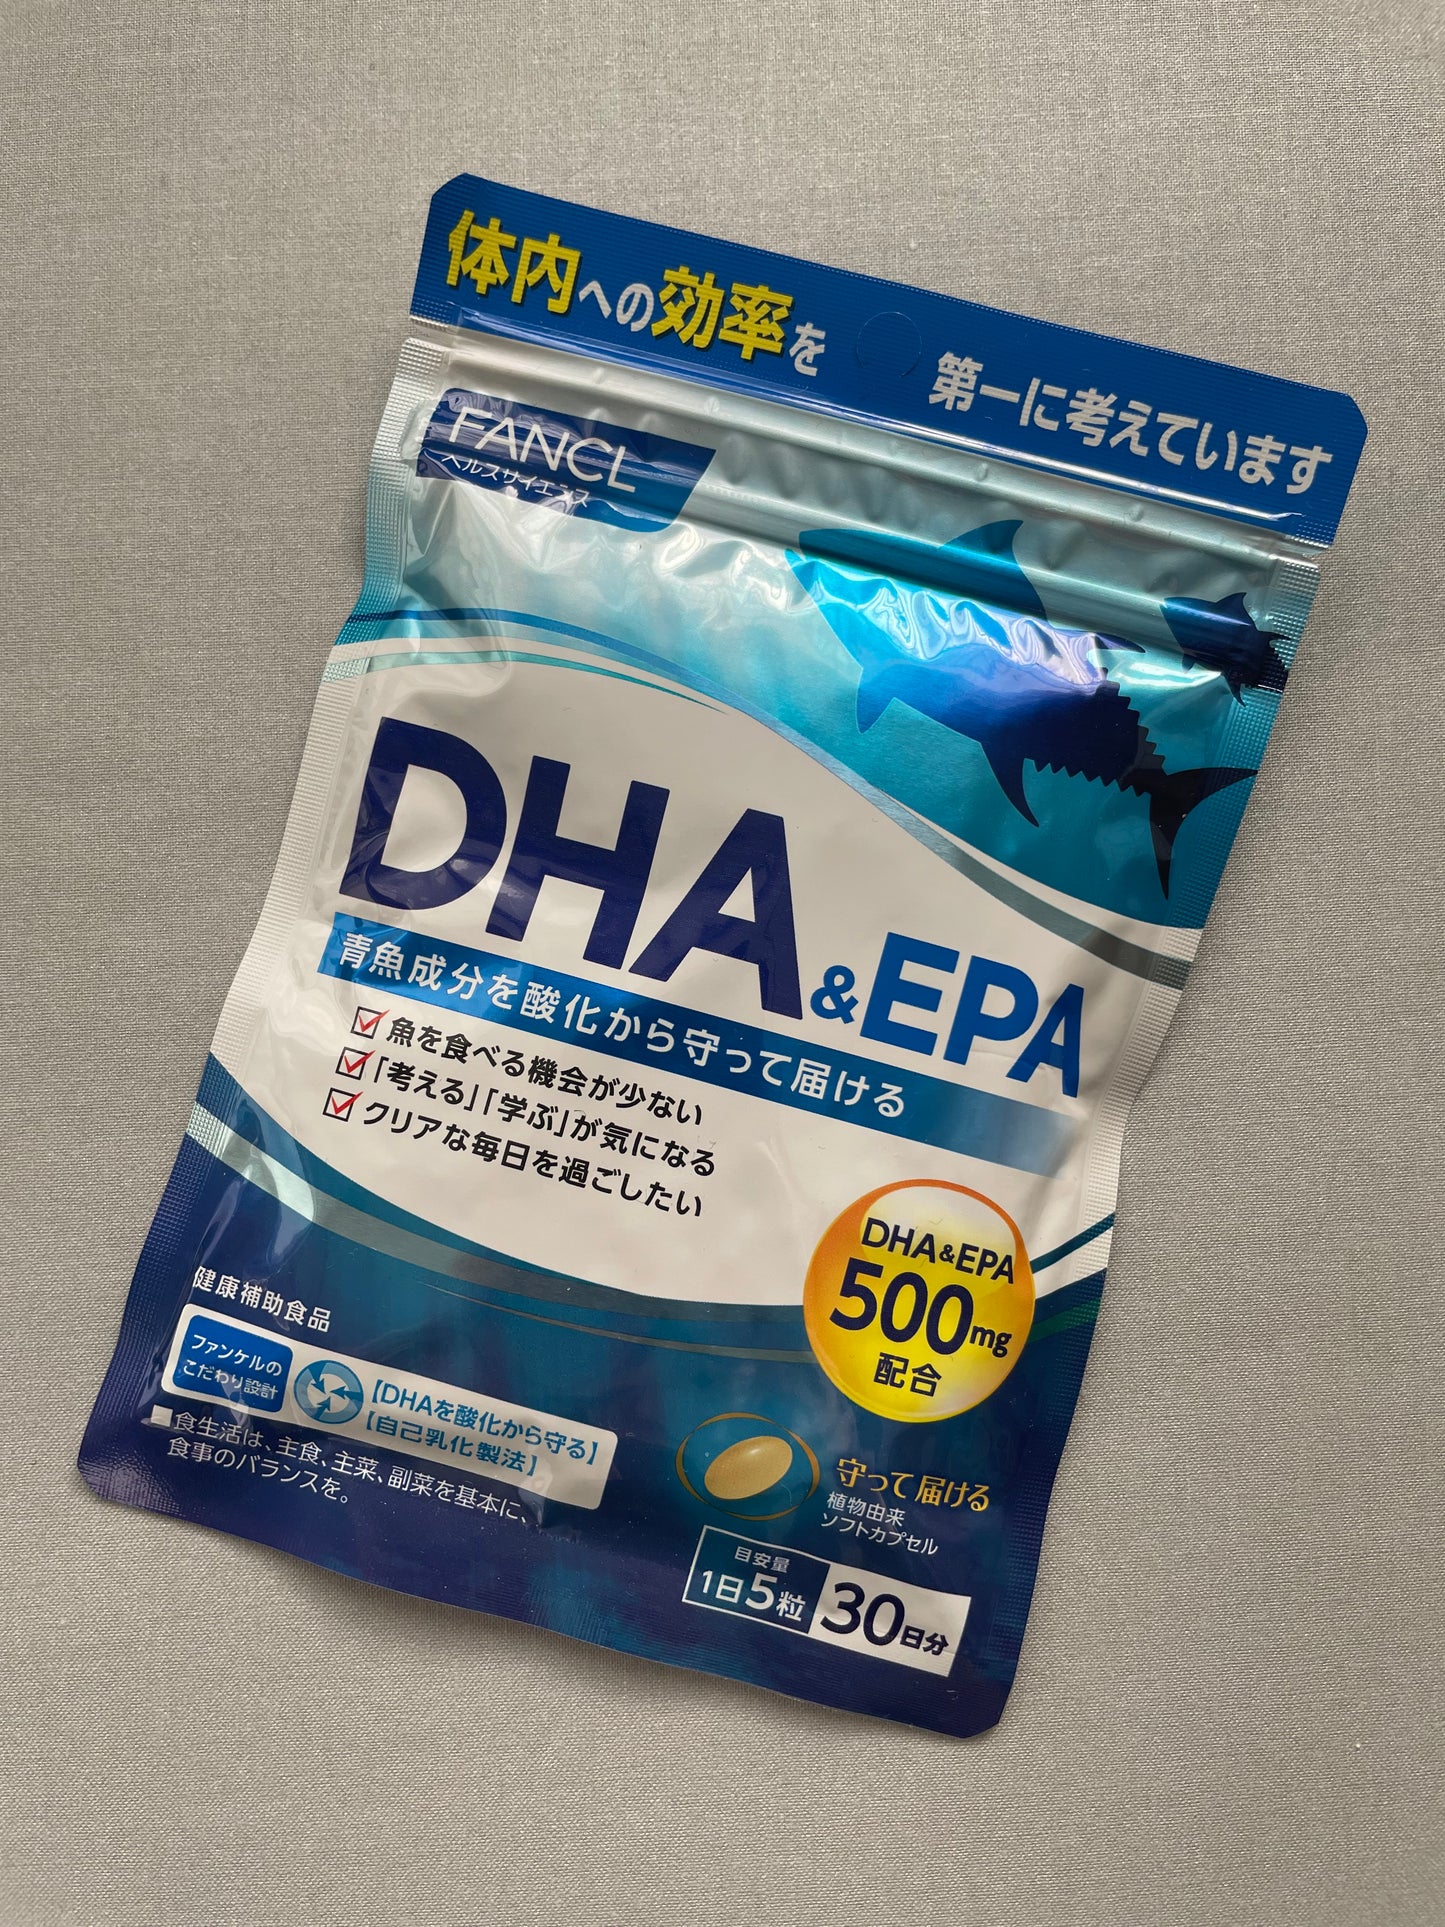 体内への効率を 第一に考えています
FANCL
ヘルスサイエンス
DHA&EPA
青魚成分を酸化から守って届ける
魚を食べる機会が少ない
「考える」「学ぶ」が気になる
クリアな毎日を過ごしたい
DHA&EPA
500mg
配合
健康補助食品
ファンケルの
こだわり設計
【DHAを酸化から守る】
【自己乳化製法】
■食生活は、主食、主菜、副菜を基本に、
食事のバランスを。
守って届ける
植物由来
ソフトカプセル
目安量
1日5粒
30日分